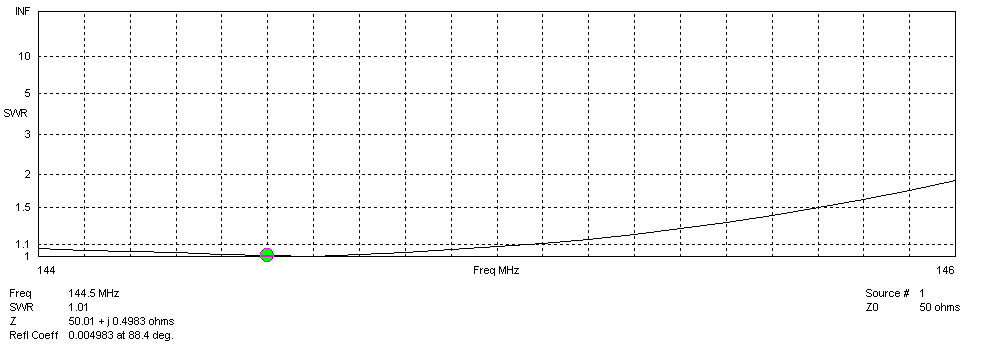 INF
10
5
SWR
3
2
1.5
1.1
1
144 Freq MHz 146
Freq 144.5 MHz Source # 1
SWR 1.01 Z0 50 ohms
Z 50.01 + j 0.4983 ohms
Refl Coeff 0.004983 at 88.4 deg.